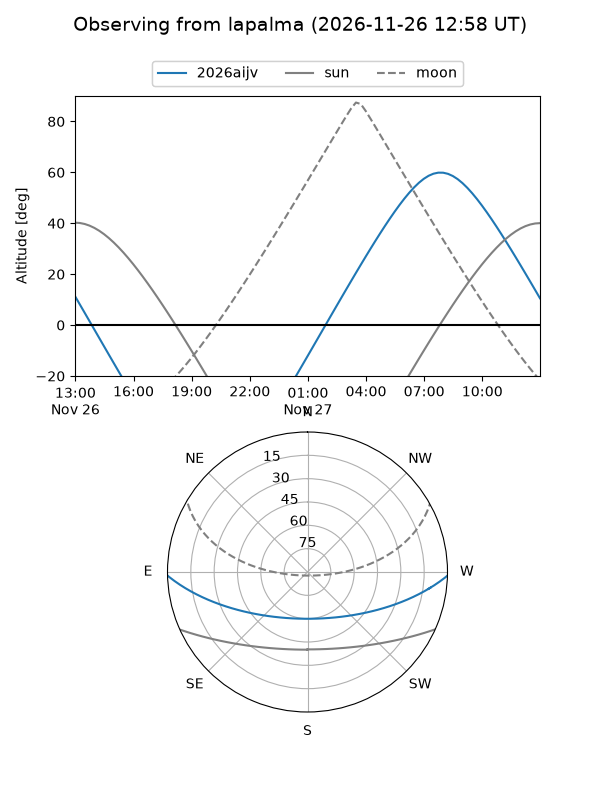 Observing from lapalma (2026-11-26 12:58 UT)
2026aijv sun moon
Altitude [deg]
80
60
40
20
0
−20
13:00 16:00 19:00 22:00 01:00 04:00 07:00 10:00
Nov 26 Nov 27
N
NE NW
15
30
45
60
75
E W
SE SW
S